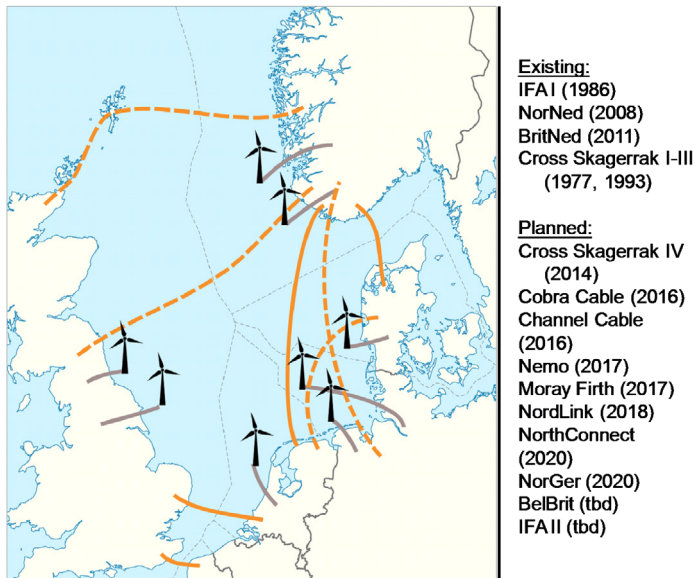 Existing:
IFA I (1986)
NorNed (2008)
BritNed (2011)
Cross Skagerrak I-III
(1977, 1993)
Planned:
Cross Skagerrak IV
(2014)
Cobra Cable (2016)
Channel Cable
(2016)
Nemo (2017)
Moray Firth (2017)
NordLink (2018)
NorthConnect
(2020)
NorGer (2020)
BelBrit (tbd)
IFA II (tbd)